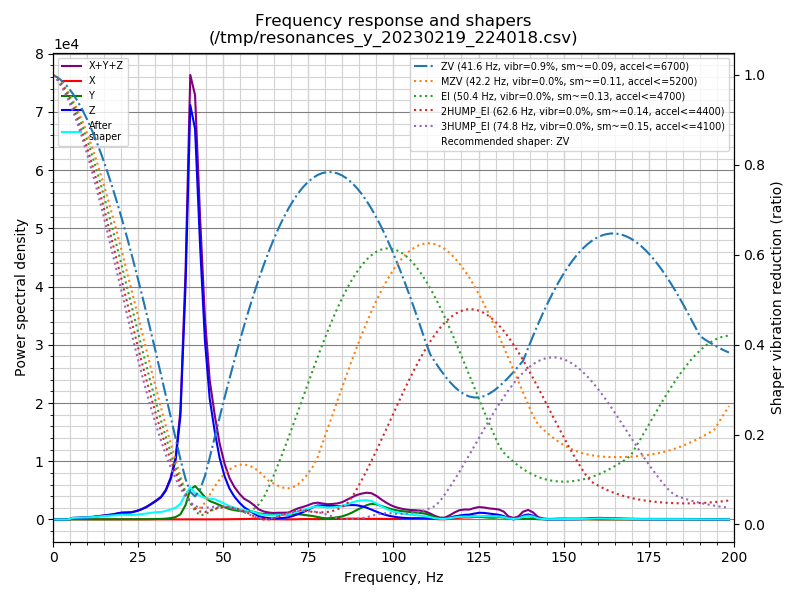 Frequency response and shapers
(/tmp/resonances_y_20230219_224018.csv)
1e4
X+Y+Z
X
Y
Z
After
shaper
ZV (41.6 Hz, vibr=0.9%, sm~=0.09, accel<=6700)
MZV (42.2 Hz, vibr=0.0%, sm~=0.11, accel<=5200)
EI (50.4 Hz, vibr=0.0%, sm~=0.13, accel<=4700)
2HUMP_EI (62.6 Hz, vibr=0.0%, sm~=0.14, accel<=4400)
3HUMP_EI (74.8 Hz, vibr=0.0%, sm~=0.15, accel<=4100)
Recommended shaper: ZV
8
7
6
5
4
3
2
1
0
Power spectral density
1.0
0.8
0.6
0.4
0.2
0.0
Shaper vibration reduction (ratio)
0 25 50 75 100 125 150 175 200
Frequency, Hz